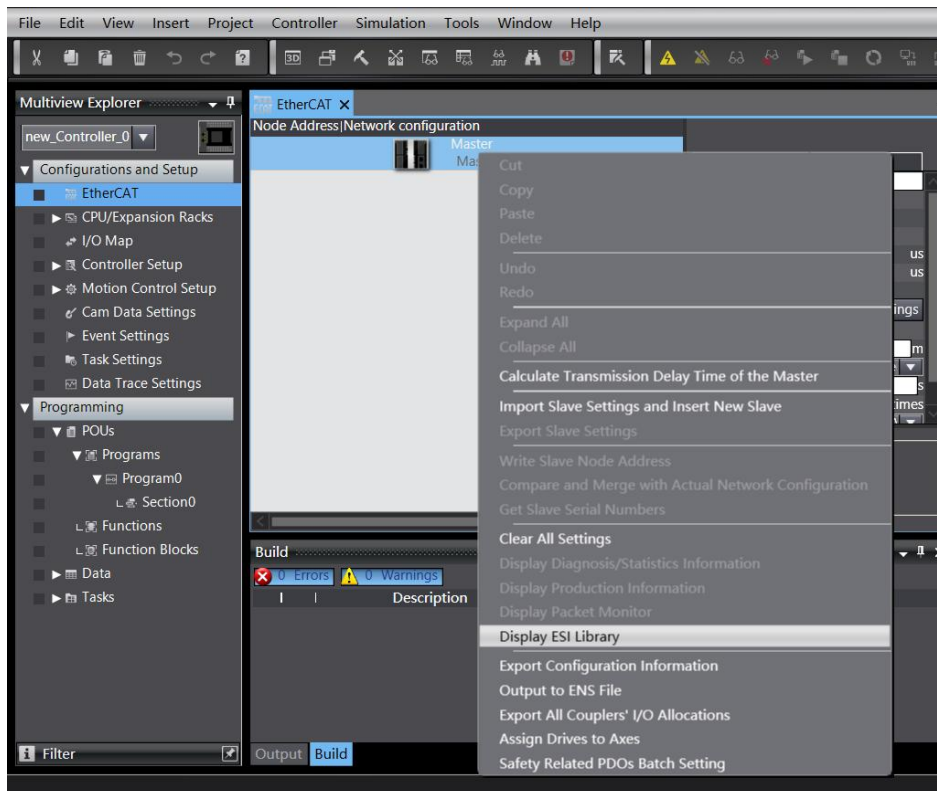 File Edit View Insert Project Controller Simulation Tools Window Help
3D
Multiview Explorer
new_Controller_0
Configurations and Setup
EtherCAT
CPU/Expansion Racks
I/O Map
Controller Setup
Motion Control Setup
Cam Data Settings
Event Settings
Task Settings
Data Trace Settings
Programming
POUs
Programs
Program0
Section0
Functions
Function Blocks
Data
Tasks
Filter
EtherCAT
Node Address|Network configuration
Master
Mas
Cut
Copy
Paste
Delete
Undo
Redo
Expand All
Collapse All
Calculate Transmission Delay Time of the Master
Import Slave Settings and Insert New Slave
Export Slave Settings
Write Slave Node Address
Compare and Merge with Actual Network Configuration
Get Slave Serial Numbers
Clear All Settings
Display Diagnosis/Statistics Information
Display Production Information
Display Packet Monitor
Display ESI Library
Export Configuration Information
Output to ENS File
Export All Couplers' I/O Allocations
Assign Drives to Axes
Safety Related PDOs Batch Setting
us
us
ings
m
s
times
Build
0 Errors 0 Warnings
Description
Output Build